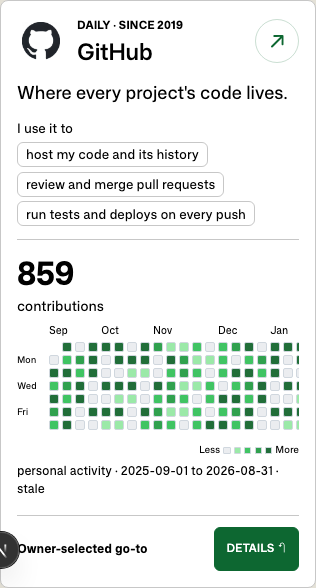 DAILY · SINCE 2019
GitHub
Where every project's code lives.
I use it to
host my code and its history
review and merge pull requests
run tests and deploys on every push
859
contributions
Sep Oct Nov Dec Jan
Mon
Wed
Fri
Less More
personal activity · 2025-09-01 to 2026-08-31 ·
stale
N
Owner-selected go-to
DETAILS